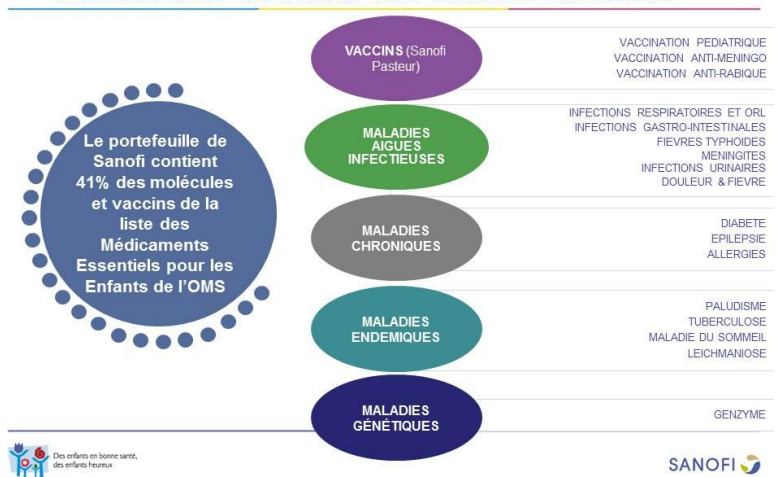 Le portefeuille de
Sanofi contient
41% des molécules
et vaccins de la
liste des
Médicaments
Essentiels pour les
Enfants de l'OMS
VACCINS (Sanofi
Pasteur)
VACCINATION PEDIATRIQUE
VACCINATION ANTI-MENINGO
VACCINATION ANTI-RABIQUE
MALADIES
AIGUES
INFECTIEUSES
INFECTIONS RESPIRATOIRES ET ORL
INFECTIONS GASTRO-INTESTINALES
FIEVRES TYPHOIDES
MENINGITES
INFECTIONS URINAIRES
DOULEUR & FIEVRE
MALADIES
CHRONIQUES
DIABETE
EPILEPSIE
ALLERGIES
MALADIES
ENDEMIQUES
PALUDISME
TUBERCULOSE
MALADIE DU SOMMEIL
LEICHMANIOSE
MALADIES
GÉNÉTIQUES
GENZYME
Des enfants en bonne santé,
des enfants heureux
SANOFI